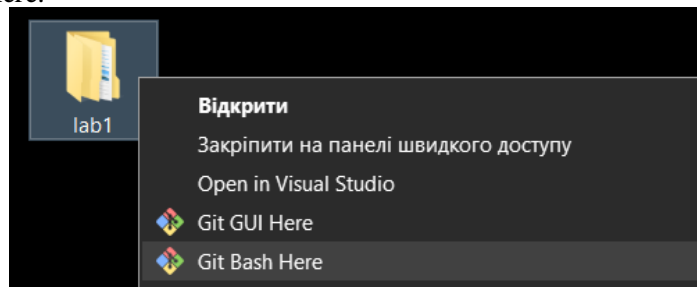 lab1
Відкрити
Закріпити на панелі швидкого доступу
Open in Visual Studio
Git GUI Here
Git Bash Here